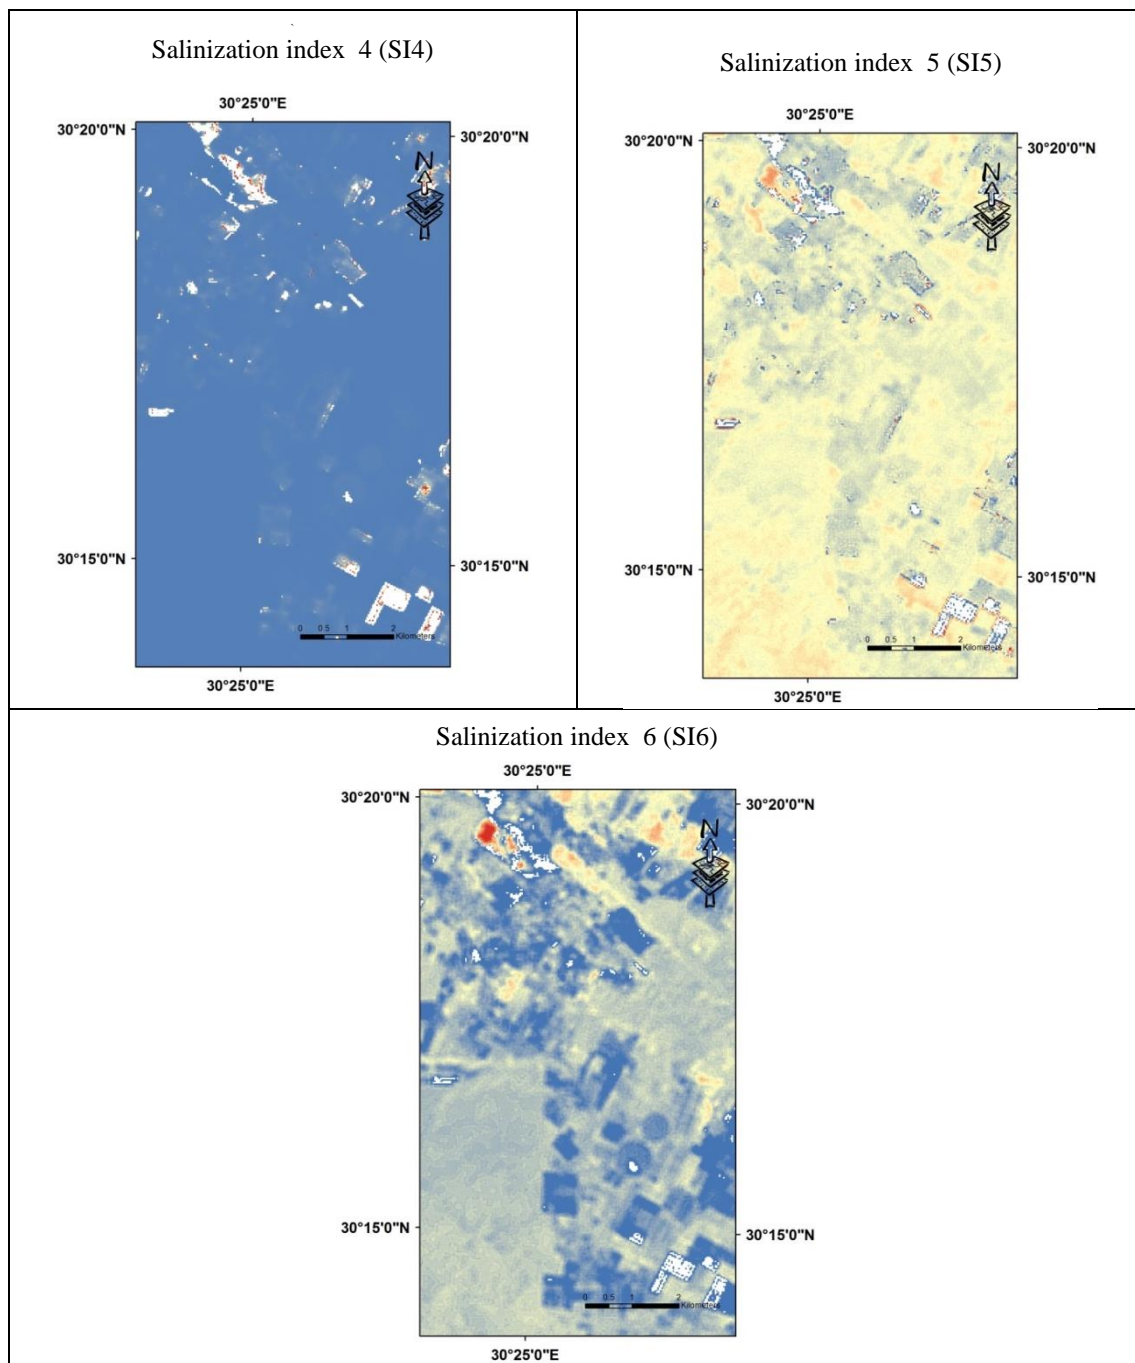 Salinization index 4 (SI4)
30°25'0"E
30°20'0"N
30°20'0"N
N
30°15'0"N
30°15'0"N
0 0.5 1 2
Kilometers
30°25'0"E
Salinization index 5 (SI5)
30°25'0"E
30°20'0"N
30°20'0"N
N
30°15'0"N
30°15'0"N
0 0.5 1 2
Kilometers
30°25'0"E
Salinization index 6 (SI6)
30°25'0"E
30°20'0"N
30°20'0"N
N
30°15'0"N
30°15'0"N
0 0.5 1 2
Kilometers
30°25'0"E